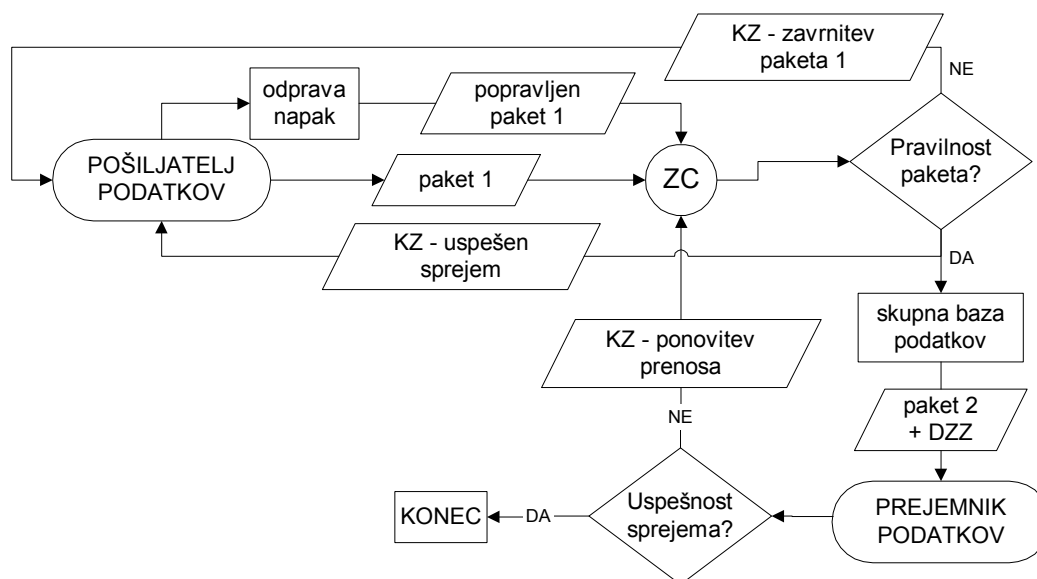 KZ - zavrnitev
paketa 1
NE
odprava
napak
popravljen
paket 1
Pravilnost
paketa?
POŠILJATELJ
PODATKOV
paket 1
ZC
KZ - uspešen
sprejem
DA
skupna baza
podatkov
KZ - ponovitev
prenosa
paket 2
+ DZZ
NE
Uspešnost
sprejema?
KONEC
DA
PREJEMNIK
PODATKOV